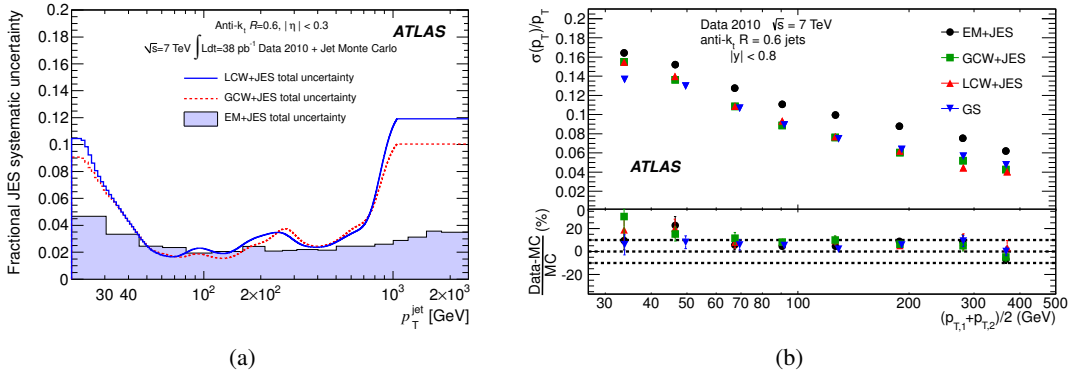 Fractional JES systematic uncertainty
0.2
0.18
0.16
0.14
0.12
0.1
0.08
0.06
0.04
0.02
0
Anti-k_t R=0.6, | η | < 0.3
ATLAS
√s=7 TeV ∫Ldt=38 pb⁻¹ Data 2010 + Jet Monte Carlo
LCW+JES total uncertainty
GCW+JES total uncertainty
EM+JES total uncertainty
30 40 10² 2×10² 10³ 2×10³
p_T^jet [GeV]
(a)
σ(p_T)/p_T
0.2
0.18
0.16
0.14
0.12
0.1
0.08
0.06
0.04
0.02
0
Data 2010 √s = 7 TeV
anti-k_t R = 0.6 jets
|y| < 0.8
EM+JES
GCW+JES
LCW+JES
GS
ATLAS
Data-MC/MC (%)
20
0
-20
30 40 50 60 70 80 90 100 200 300 400 500
(p_T,1+p_T,2)/2 (GeV)
(b)